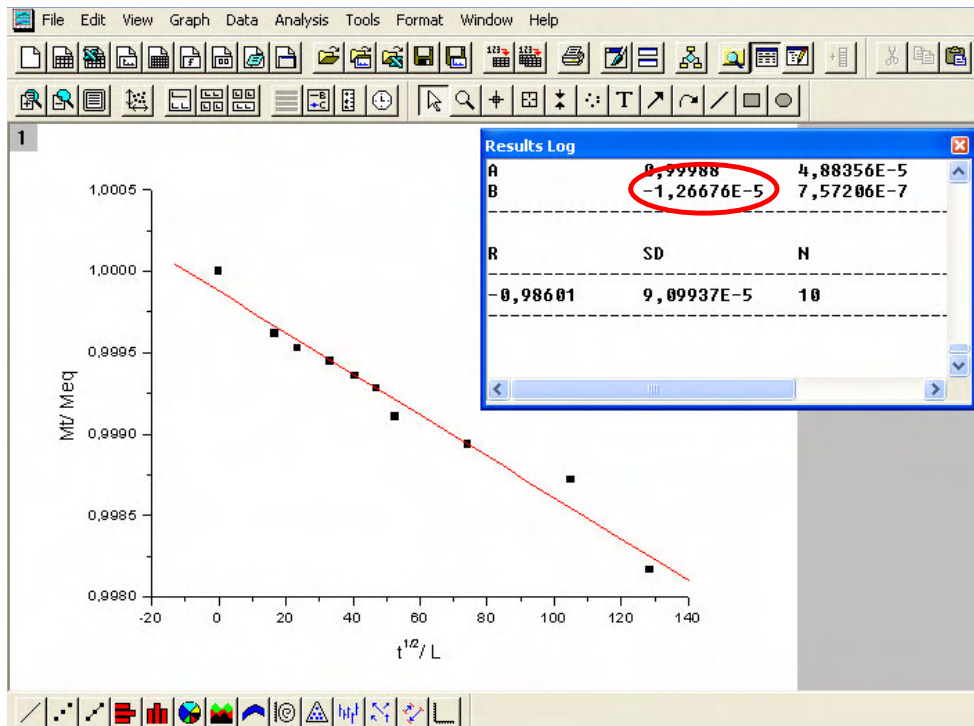 File Edit View Graph Data Analysis Tools Format Window Help
1
Results Log
A 0,99988 4,88356E-5
B -1,26676E-5 7,57206E-7
R SD N
-0,98601 9,09937E-5 10
1,0005
1,0000
0,9995
0,9990
0,9985
0,9980
Mt/ Meq
-20 0 20 40 60 80 100 120 140
t^1/2/ L